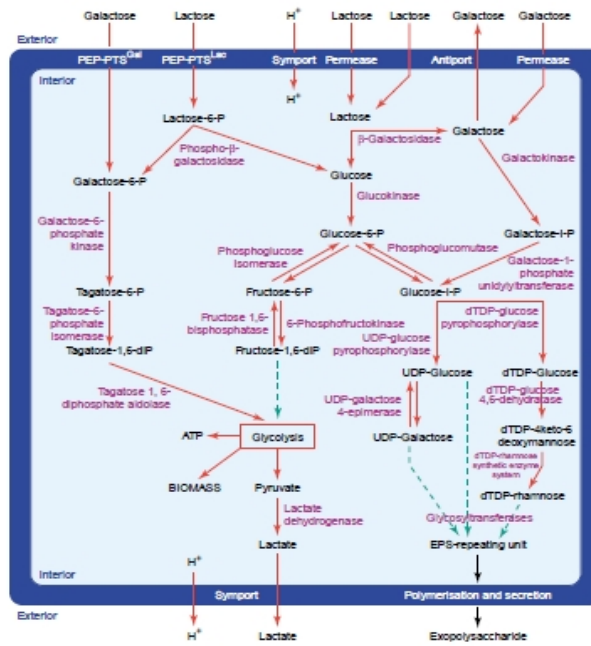 Galactose Lactose H+ Lactose Lactose Galactose Galactose
Exterior
PEP-PTSGal PEP-PTSLac Symport Permease Antiport Permease
Interior
H+
Lactose-6-P Lactose
β-Galactosidase Galactose
Phospho-β-
galactosidase
Galactokinase
Galactose-6-P Glucose
Glucokinase
Galactose-6-
phosphate
kinase
Glucose-6-P Galactose-I-P
Phosphoglucose
Isomerase
Phosphoglucomutase
Galactose-1-
phosphate
uridylyltransferase
Tagatose-6-P Fructose-6-P Glucose-I-P
Tagatose-6-
phosphate
isomerase
Fructose 1,6-
bisphosphatase
6-Phosphofructokinase
UDP-glucose
pyrophosphorylase
dTDP-glucose
pyrophosphorylase
Tagatose-1,6-diP Fructose-1,6-diP
UDP-Glucose dTDP-Glucose
Tagatose 1, 6-
diphosphate aldolase
UDP-galactose
4-epimerase
dTDP-glucose
4,6-dehydratase
ATP Glycolysis UDP-Galactose
dTDP-4keto-6
deoxymannose
dTDP-rhamnose
synthetic enzyme
system
BIOMASS Pyruvate dTDP-rhamnose
Lactate
dehydrogenase
Glycosyltransferases
Lactate EPS-repeating unit
H+
Interior
Symport Polymerisation and secretion
Exterior
H+ Lactate Exopolysaccharide